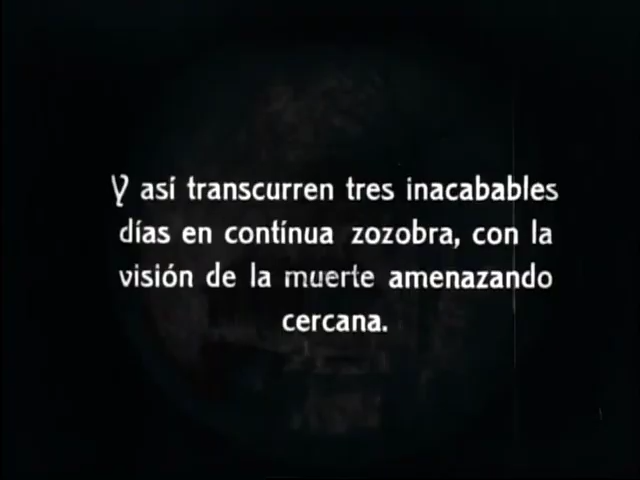 Y así transcurren tres inacabables
días en contínua zozobra, con la
visión de la muerte amenazando
cercana.